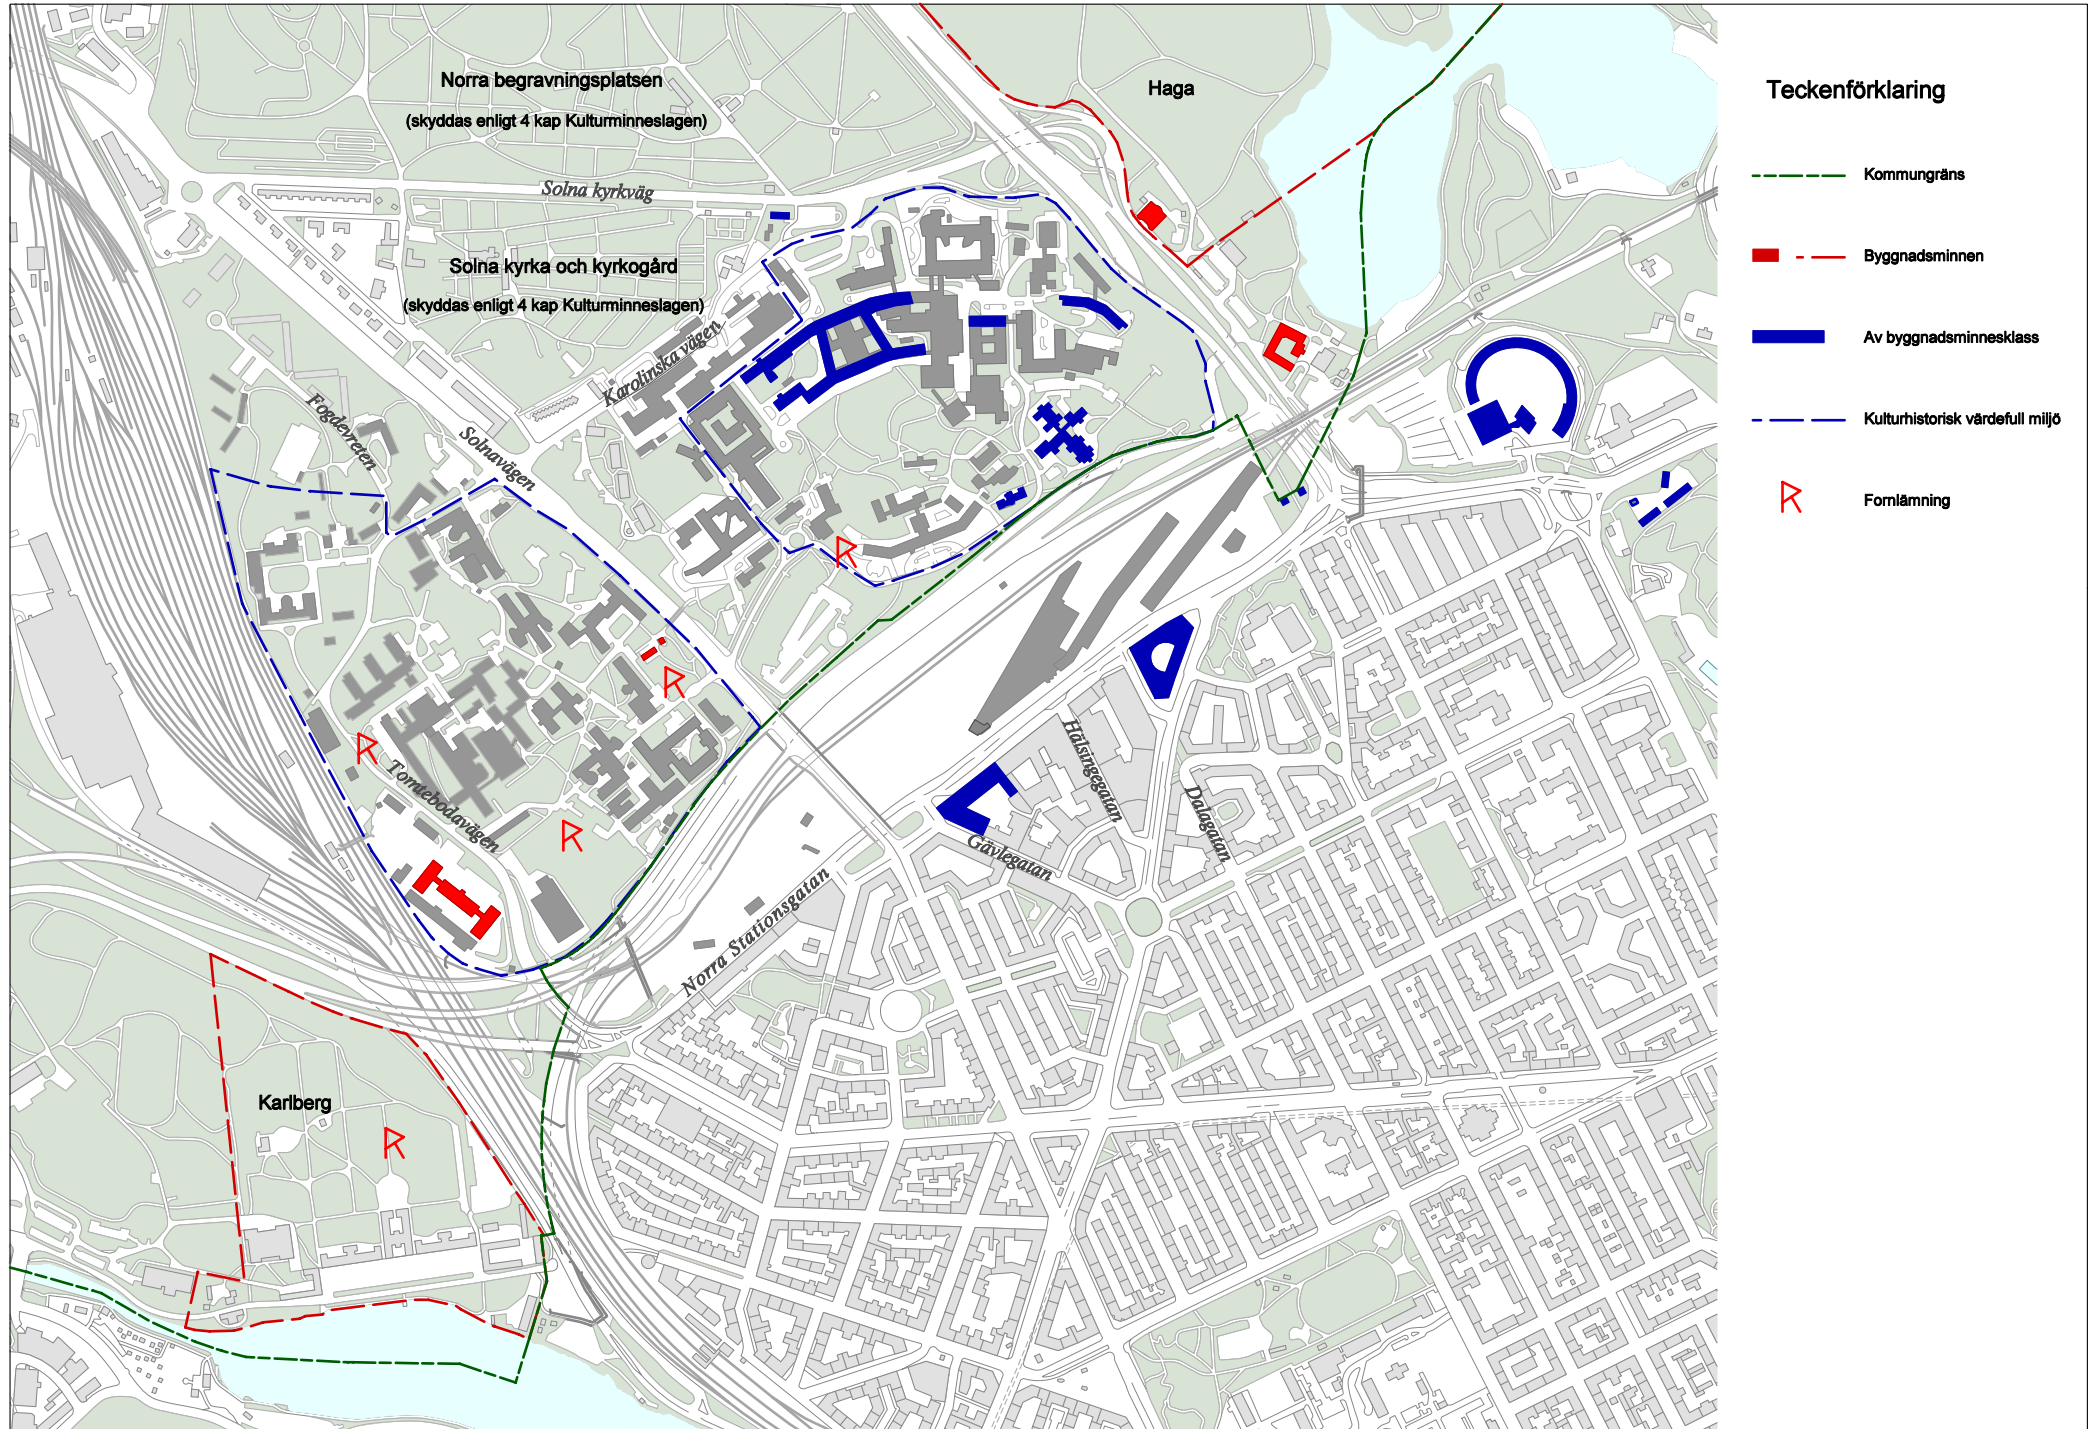 Norra begravningsplatsen
(skyddas enligt 4 kap Kulturminneslagen)
Haga
Solna kyrkväg
Solna kyrka och kyrkogård
(skyddas enligt 4 kap Kulturminneslagen)
Karolinska vägen
Fogdevreten
Solnavägen
Tomtebodavägen
Hälsingegatan
Dalagatan
Gävlegatan
Norra Stationsgatan
Karlberg
Teckenförklaring
Kommungräns
Byggnadsminnen
Av byggnadsminnesklass
Kulturhistorisk värdefull miljö
Fornlämning